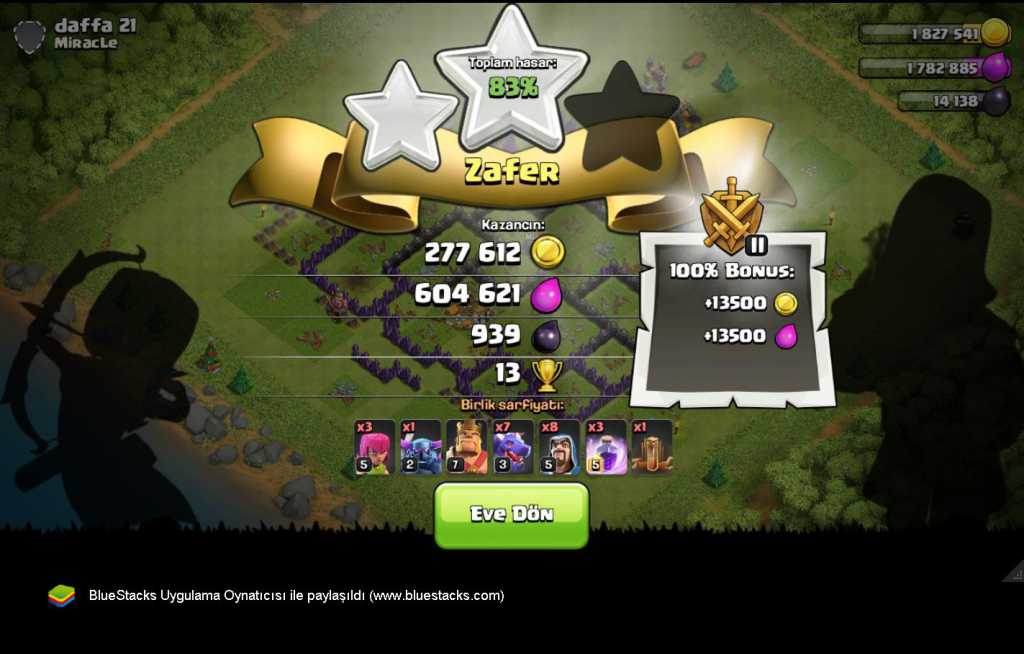 daffa 21
MiracLe
1 827 541
1 782 885
14 138
Toplam hasar:
83%
Zafer
Kazancın:
277 612
604 621
939
13
100% Bonus:
+13500
+13500
Birlik sarfiyatı:
x3 x1 x7 x8 x3 x1
5 2 7 3 5 5
Eve Dön
BlueStacks Uygulama Oynatıcısı ile paylaşıldı (www.bluestacks.com)